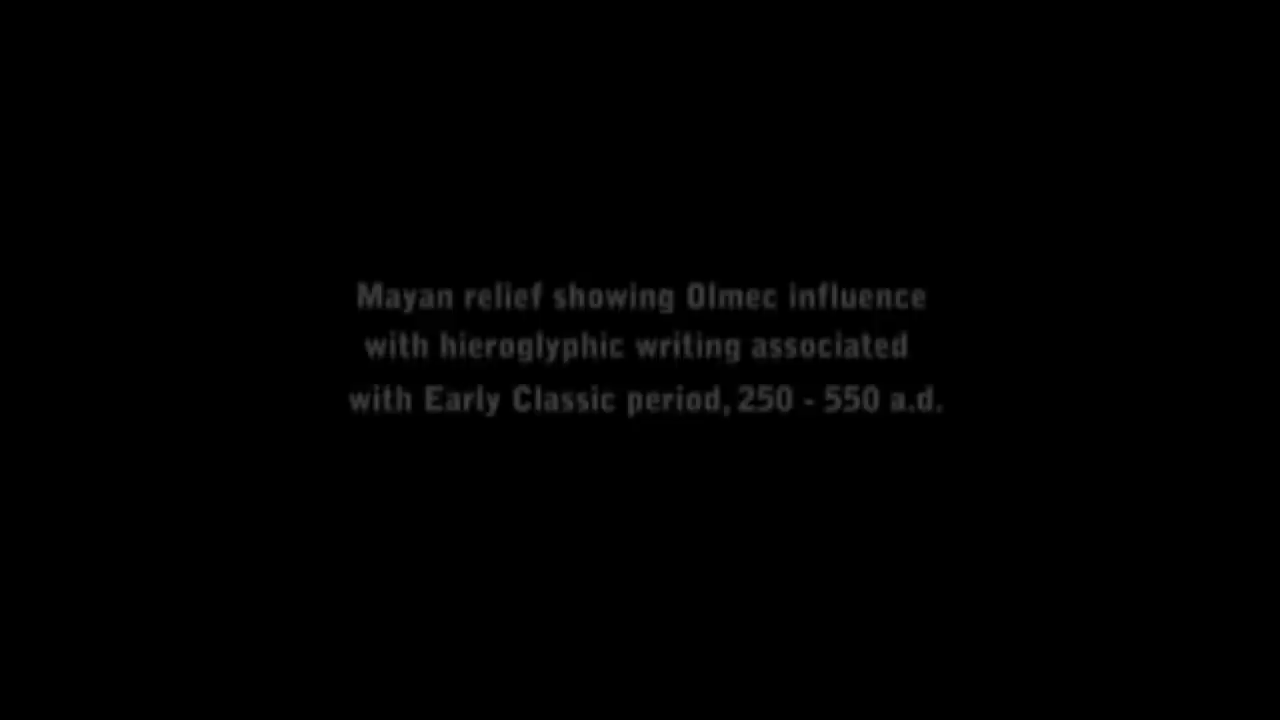 Mayan relief showing Olmec influence
with hieroglyphic writing associated
with Early Classic period, 250 - 550 a.d.